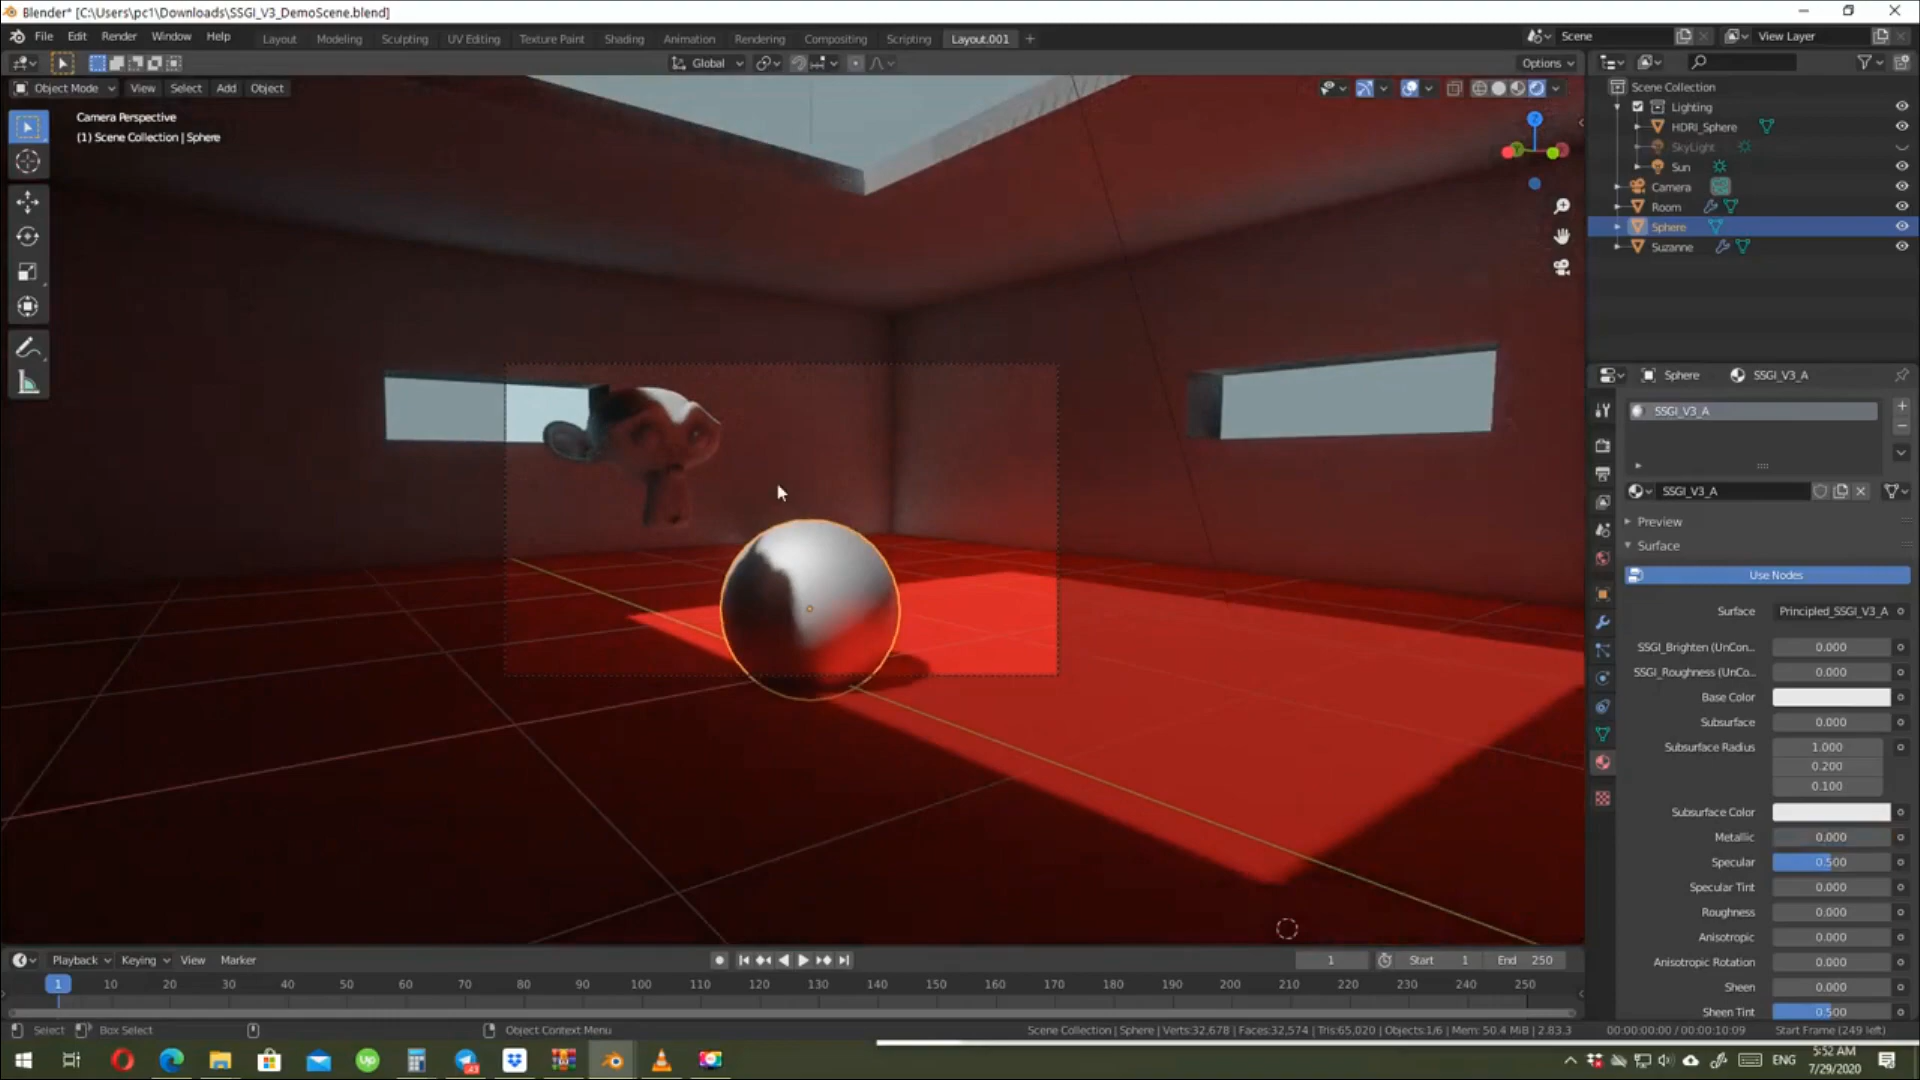 Blender* [C:\Users\pc1\Downloads\SSGI_V3_DemoScene.blend]
File Edit Render Window Help
Layout Modeling Sculpting UV Editing Texture Paint Shading Animation Rendering Compositing Scripting Layout.001 +
Scene View Layer
Global Options
Object Mode View Select Add Object
Camera Perspective
(1) Scene Collection | Sphere
Z
Scene Collection
Lighting
HDRI_Sphere
SkyLight
Sun
Camera
Room
Sphere
Suzanne
Sphere SSGI_V3_A
SSGI_V3_A
SSGI_V3_A
Preview
Surface
Use Nodes
Surface Principled_SSGI_V3_A
SSGI_Brighten (UnCon... 0.000
SSGI_Roughness (UnCo... 0.000
Base Color
Subsurface 0.000
Subsurface Radius 1.000
0.200
0.100
Subsurface Color
Metallic 0.000
Specular 0.500
Specular Tint 0.000
Roughness 0.000
Anisotropic 0.000
Anisotropic Rotation 0.000
Sheen 0.000
Sheen Tint 0.500
Playback Keying View Marker 1 Start 1 End 250
1 10 20 30 40 50 60 70 80 90 100 110 120 130 140 150 160 170 180 190 200 210 220 230 240 250
Select Box Select Object Context Menu Scene Collection | Sphere | Verts:32,678 | Faces:32,574 | Tris:65,020 | Objects:1/6 | Mem: 50.4 MiB | 2.83.3 00:00:00:00 / 00:00:10:09 Start Frame (249 left)
Up
ENG
5:52 AM
7/29/2020